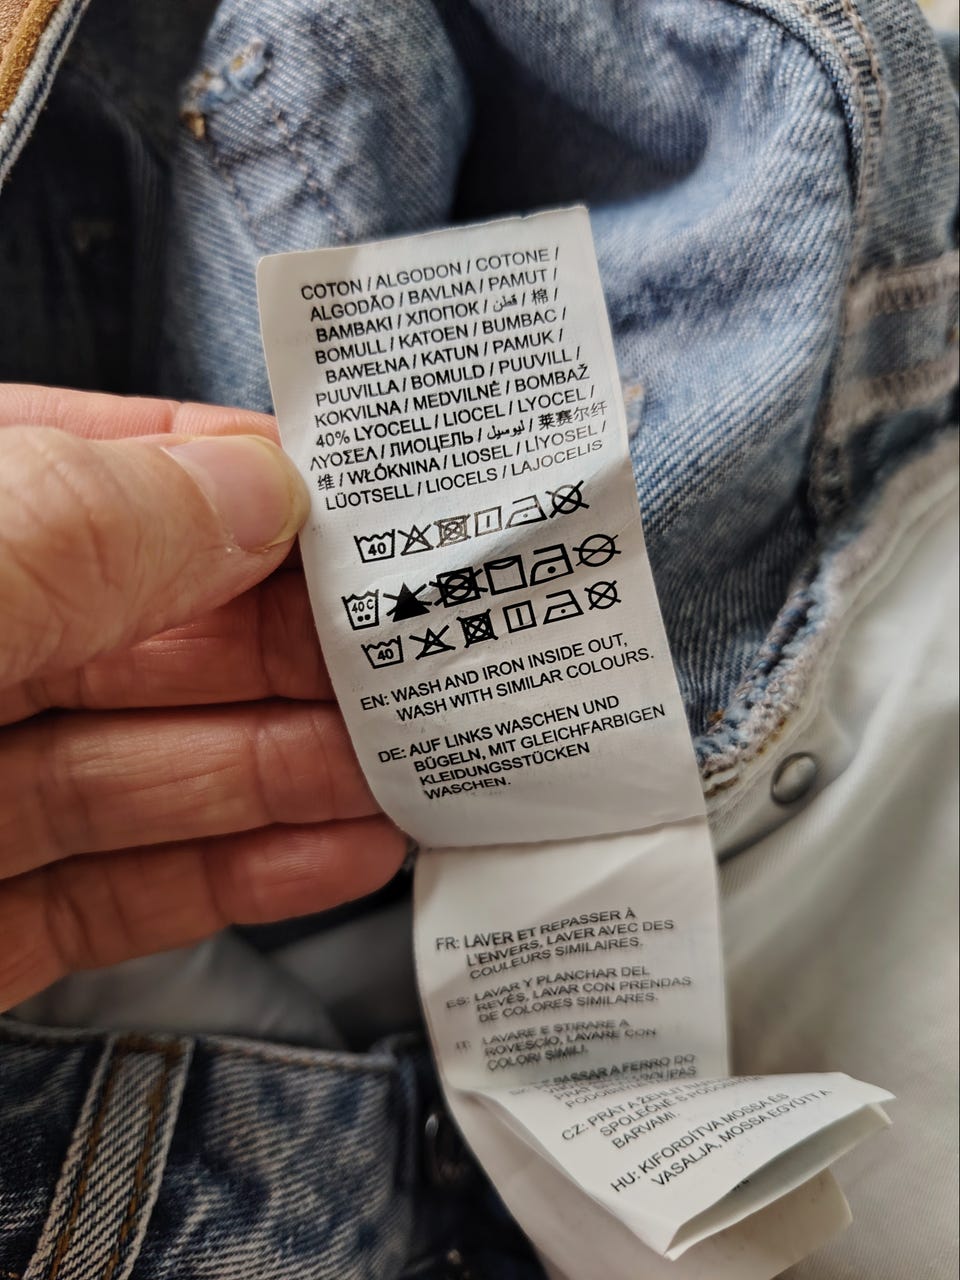 COTON / ALGODON / COTONE /
ALGODÃO / BAVLNA / PAMUT /
BAMBAKI / ХЛОПОК / قطن / 棉 /
BOMULL / KATOEN / BUMBAC /
BAWEŁNA / KATUN / PAMUK /
PUUVILLA / BOMULD / PUUVILL /
KOKVILNA / MEDVILNĖ / BOMBAŽ
40% LYOCELL / LIOCEL / LYOCEL /
ΛΥΟΣΕΛ / ЛИОЦЕЛЬ / ليوسيل / 莱赛尔纤
维 / WŁÓKNINA / LIOSEL / LİYOSEL /
LÜOTSELL / LIOCELS / LAJOCELIS
40
40C
40
EN: WASH AND IRON INSIDE OUT,
WASH WITH SIMILAR COLOURS.
DE: AUF LINKS WASCHEN UND
BÜGELN, MIT GLEICHFARBIGEN
KLEIDUNGSSTÜCKEN
WASCHEN.
FR: LAVER ET REPASSER À
L'ENVERS, LAVER AVEC DES
COULEURS SIMILAIRES.
ES: LAVAR Y PLANCHAR DEL
REVÉS, LAVAR CON PRENDAS
DE COLORES SIMILARES.
IT: LAVARE E STIRARE A
ROVESCIO, LAVARE CON
COLORI SIMILI.
PASSAR A FERRO DO
CZ: PRÁT A ŽEHLIT
SPOLEČNĚ S
BARVAMI.
HU: KIFORDÍTVA MOSSA ÉS
VASALJA, MOSSA EGYÜTT A